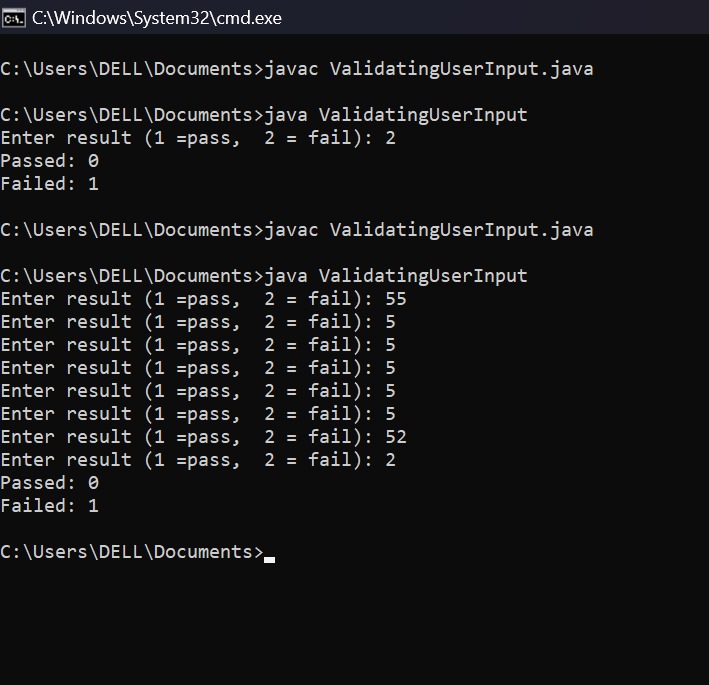 C:\Windows\System32\cmd.exe
C:\Users\DELL\Documents>javac ValidatingUserInput.java
C:\Users\DELL\Documents>java ValidatingUserInput
Enter result (1 =pass,  2 = fail): 2
Passed: 0
Failed: 1
C:\Users\DELL\Documents>javac ValidatingUserInput.java
C:\Users\DELL\Documents>java ValidatingUserInput
Enter result (1 =pass,  2 = fail): 55
Enter result (1 =pass,  2 = fail): 5
Enter result (1 =pass,  2 = fail): 5
Enter result (1 =pass,  2 = fail): 5
Enter result (1 =pass,  2 = fail): 5
Enter result (1 =pass,  2 = fail): 5
Enter result (1 =pass,  2 = fail): 52
Enter result (1 =pass,  2 = fail): 2
Passed: 0
Failed: 1
C:\Users\DELL\Documents>